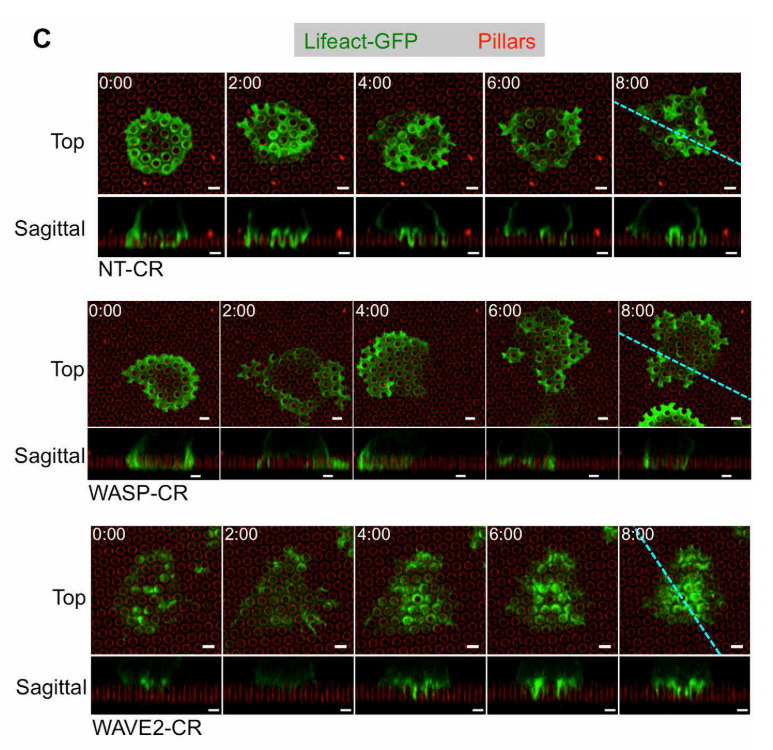 C
Lifeact-GFP Pillars
0:00 2:00 4:00 6:00 8:00
Top
Sagittal
NT-CR
0:00 2:00 4:00 6:00 8:00
Top
Sagittal
WASP-CR
0:00 2:00 4:00 6:00 8:00
Top
Sagittal
WAVE2-CR